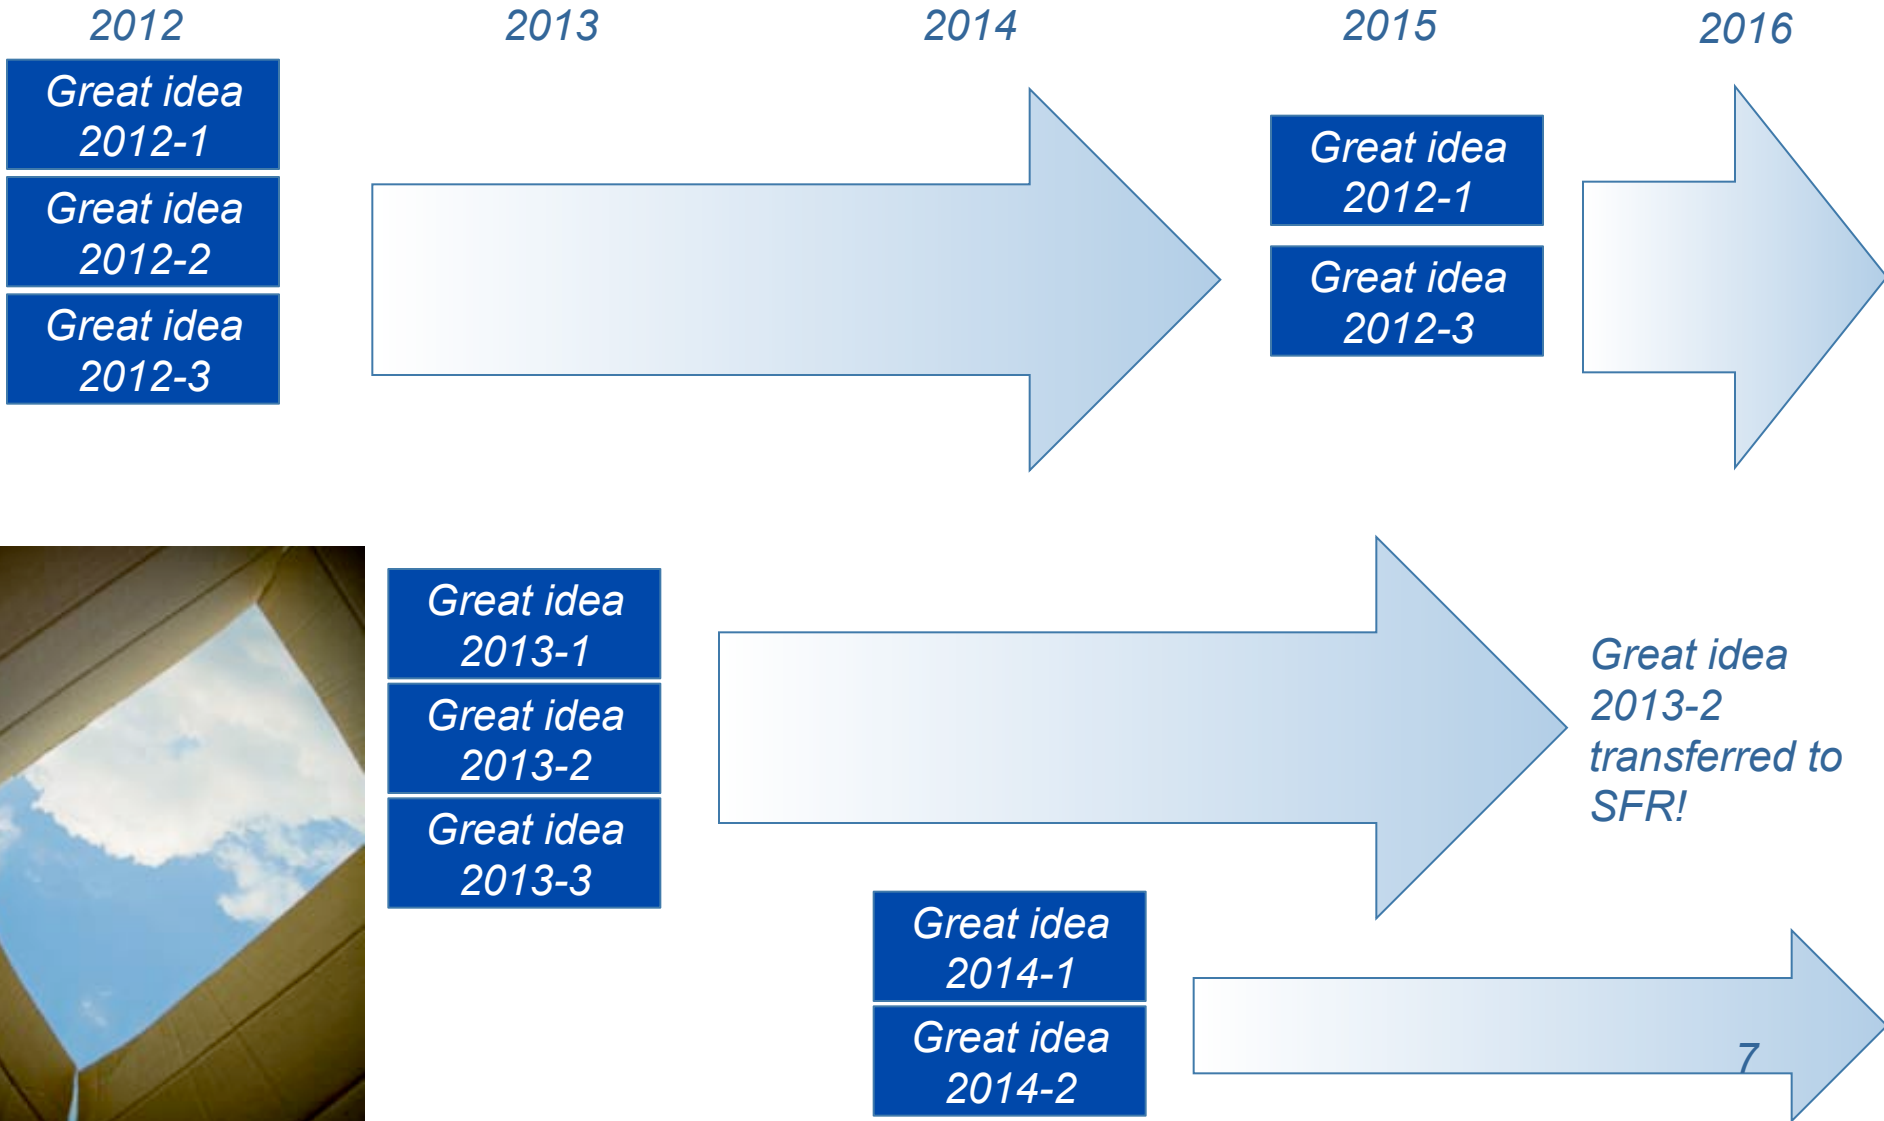 2012 2013 2014 2015 2016
Great idea
2012-1
Great idea
2012-2
Great idea
2012-3
Great idea
2012-1
Great idea
2012-3
Great idea
2013-1
Great idea
2013-2
Great idea
2013-3
Great idea
2013-2
transferred to
SFR!
Great idea
2014-1
Great idea
2014-2
7